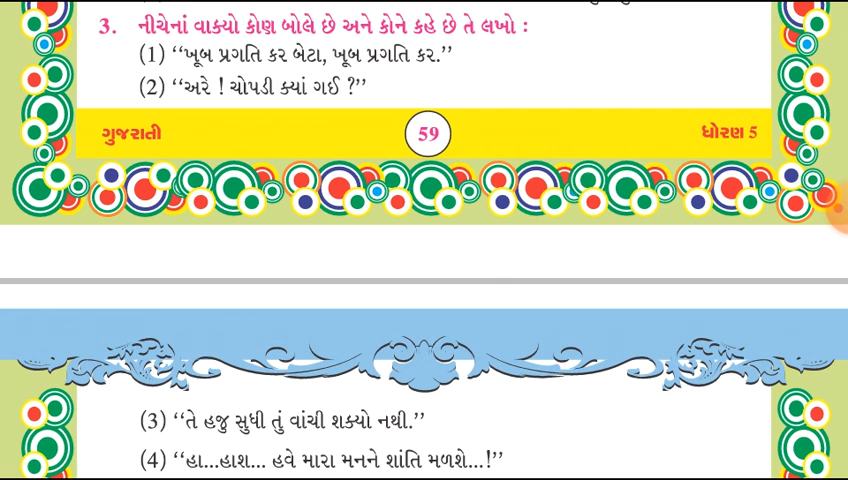 3. નીચેનાં વાક્યો કોણ બોલે છે અને કોને કહે છે તે લખો :
(1) “ખૂબ પ્રગતિ કર બેટા, ખૂબ પ્રગતિ કર.”
(2) “અરે ! ચોપડી ક્યાં ગઈ ?”
ગુજરાતી 59 ધોરણ 5
(3) “તે હજુ સુધી તું વાંચી શક્યો નથી.”
(4) “હા...હાશ... હવે મારા મનને શાંતિ મળશે...!”